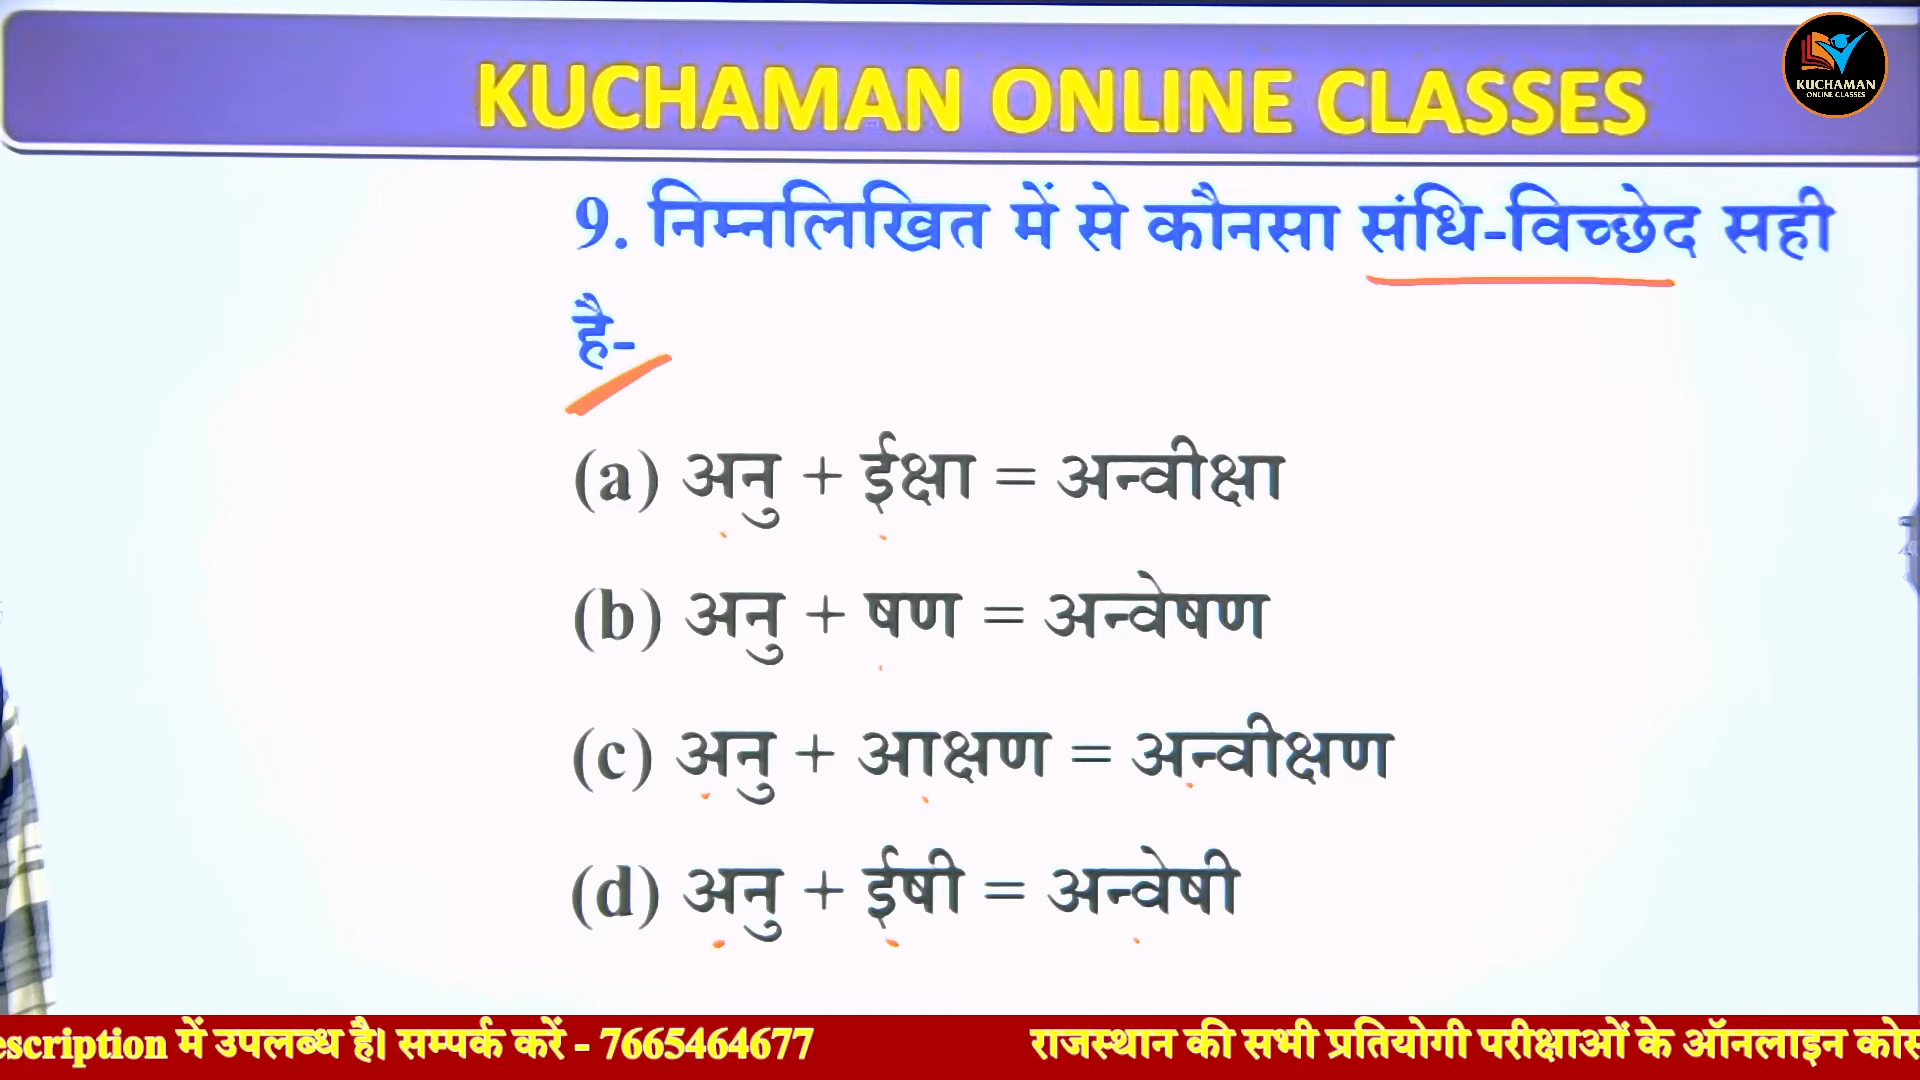 KUCHAMAN ONLINE CLASSES
KUCHAMAN
ONLINE CLASSES
9. निम्नलिखित में से कौनसा संधि-विच्छेद सही
है-
(a) अनु + ईक्षा = अन्वीक्षा
(b) अनु + षण = अन्वेषण
(c) अनु + आक्षण = अन्वीक्षण
(d) अनु + ईषी = अन्वेषी
escription में उपलब्ध है। सम्पर्क करें - 7665464677 राजस्थान की सभी प्रतियोगी परीक्षाओं के ऑनलाइन कोस